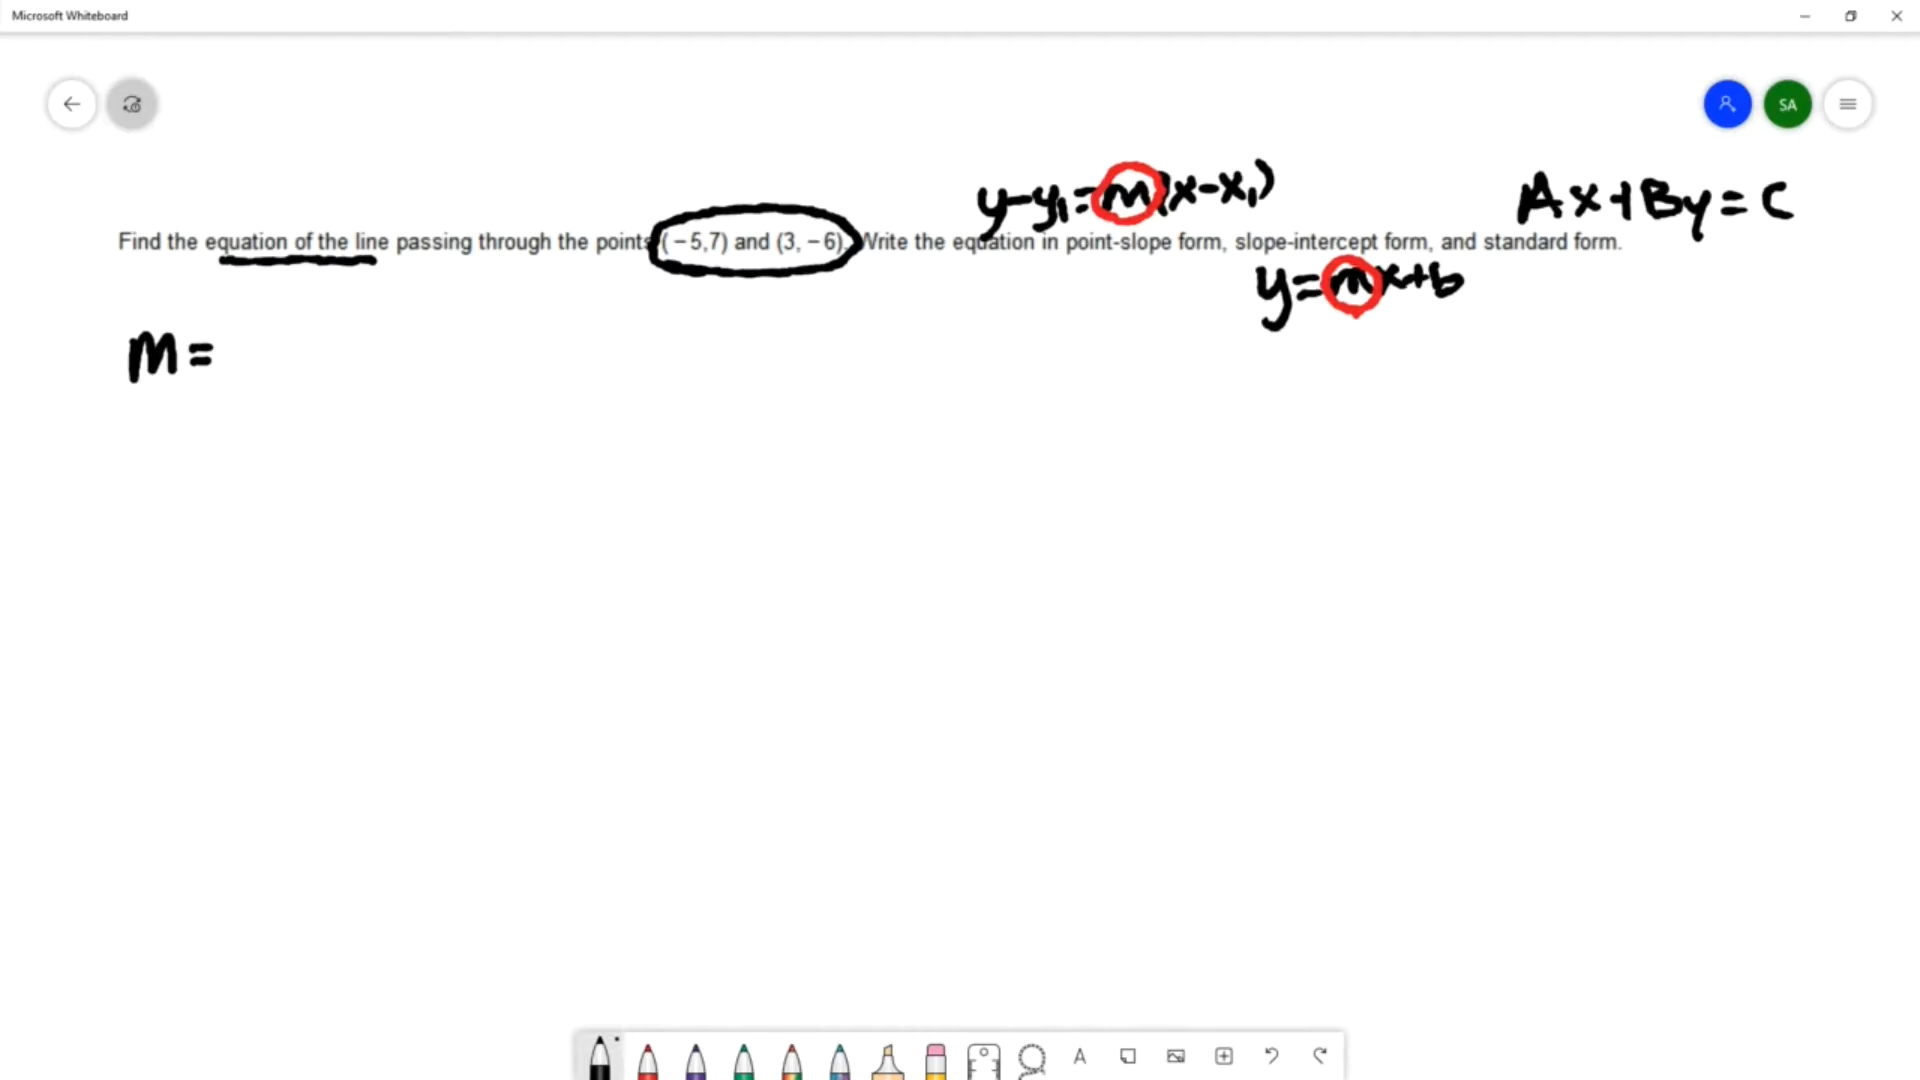 Microsoft Whiteboard
SA
y-y₁=m(x-x₁)
Ax+By=C
Find the equation of the line passing through the points (−5,7) and (3, −6). Write the equation in point-slope form, slope-intercept form, and standard form.
y=mx+b
m=
A